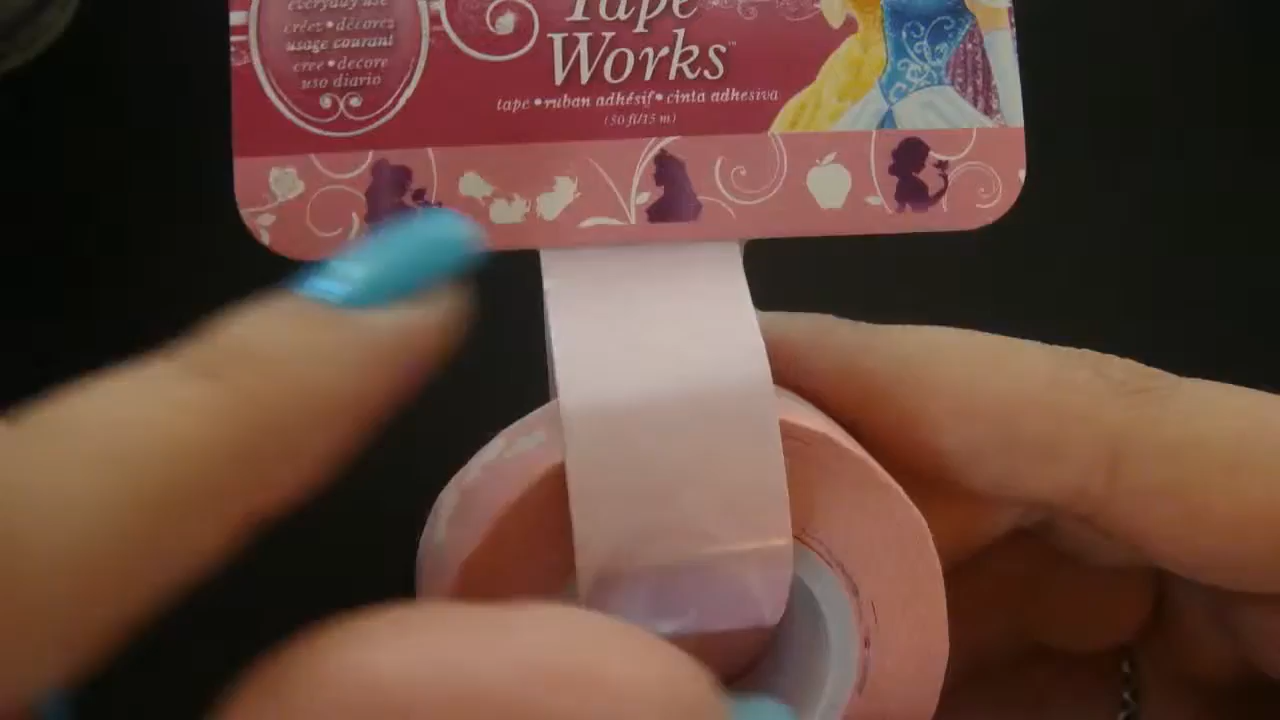 everyday use
créez • décorez
usage courant
cree • decore
uso diario
Tape
Works™
tape • ruban adhésif • cinta adhesiva
(50 ft/15 m)